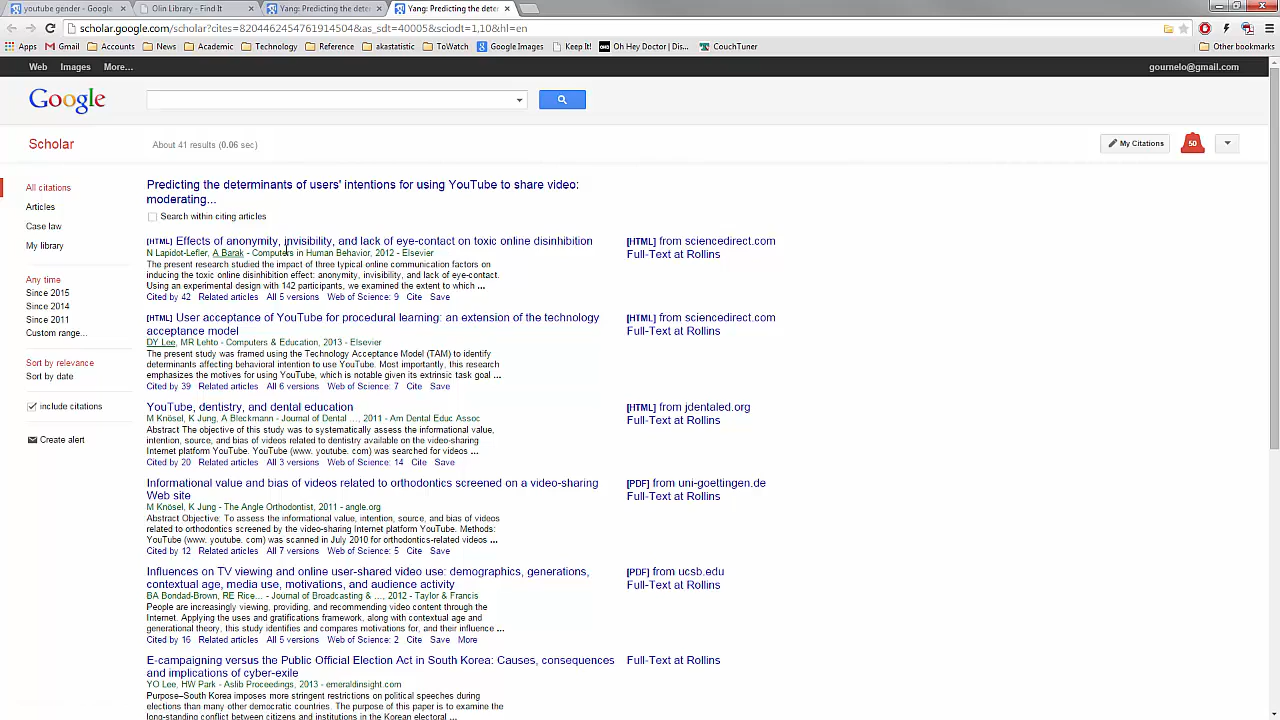 youtube gender - Google
Olin Library - Find It
Yang: Predicting the dete
Yang: Predicting the dete
scholar.google.com/scholar?cites=8204462454761914504&as_sdt=40005&sciodt=1,10&hl=en
Apps Gmail Accounts News Academic Technology Reference akastatistic ToWatch Google Images Keep It! Oh Hey Doctor | Dis... CouchTuner Other bookmarks
Web Images More... gournelo@gmail.com
Google
Scholar About 41 results (0.06 sec) My Citations 50
All citations
Articles
Case law
My library
Any time
Since 2015
Since 2014
Since 2011
Custom range...
Sort by relevance
Sort by date
include citations
Create alert
Predicting the determinants of users' intentions for using YouTube to share video:
moderating...
Search within citing articles
[HTML] Effects of anonymity, invisibility, and lack of eye-contact on toxic online disinhibition
N Lapidot-Lefler, A Barak - Computers in Human Behavior, 2012 - Elsevier
The present research studied the impact of three typical online communication factors on
inducing the toxic online disinhibition effect: anonymity, invisibility, and lack of eye-contact.
Using an experimental design with 142 participants, we examined the extent to which ...
Cited by 42 Related articles All 5 versions Web of Science: 9 Cite Save
[HTML] from sciencedirect.com
Full-Text at Rollins
[HTML] User acceptance of YouTube for procedural learning: an extension of the technology
acceptance model
DY Lee, MR Lehto - Computers & Education, 2013 - Elsevier
The present study was framed using the Technology Acceptance Model (TAM) to identify
determinants affecting behavioral intention to use YouTube. Most importantly, this research
emphasizes the motives for using YouTube, which is notable given its extrinsic task goal ...
Cited by 39 Related articles All 6 versions Web of Science: 7 Cite Save
[HTML] from sciencedirect.com
Full-Text at Rollins
YouTube, dentistry, and dental education
M Knösel, K Jung, A Bleckmann - Journal of Dental ..., 2011 - Am Dental Educ Assoc
Abstract The objective of this study was to systematically assess the informational value,
intention, source, and bias of videos related to dentistry available on the video-sharing
Internet platform YouTube. YouTube (www. youtube. com) was searched for videos ...
Cited by 20 Related articles All 3 versions Web of Science: 14 Cite Save
[HTML] from jdentaled.org
Full-Text at Rollins
Informational value and bias of videos related to orthodontics screened on a video-sharing
Web site
M Knösel, K Jung - The Angle Orthodontist, 2011 - angle.org
Abstract Objective: To assess the informational value, intention, source, and bias of videos
related to orthodontics screened by the video-sharing Internet platform YouTube. Methods:
YouTube (www. youtube. com) was scanned in July 2010 for orthodontics-related videos ...
Cited by 12 Related articles All 7 versions Web of Science: 5 Cite Save
[PDF] from uni-goettingen.de
Full-Text at Rollins
Influences on TV viewing and online user-shared video use: demographics, generations,
contextual age, media use, motivations, and audience activity
BA Bondad-Brown, RE Rice... - Journal of Broadcasting & ..., 2012 - Taylor & Francis
People are increasingly viewing, providing, and recommending video content through the
Internet. Applying the uses and gratifications framework, along with contextual age and
generational theory, this study identifies and compares motivations for, and their influence ...
Cited by 16 Related articles All 5 versions Web of Science: 2 Cite Save More
[PDF] from ucsb.edu
Full-Text at Rollins
E-campaigning versus the Public Official Election Act in South Korea: Causes, consequences
and implications of cyber-exile
YO Lee, HW Park - Aslib Proceedings, 2013 - emeraldinsight.com
Purpose–South Korea imposes more stringent restrictions on political speeches during
elections than many other democratic countries. The purpose of this paper is to examine the
long-standing conflict between citizens and institutions in the Korean electoral ...
Full-Text at Rollins